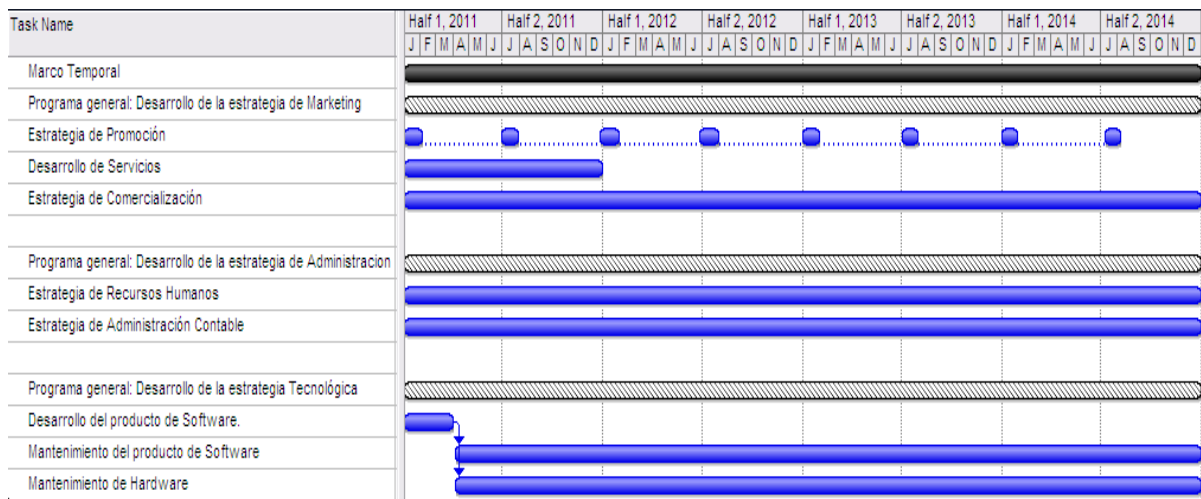 Task Name
Half 1, 2011 Half 2, 2011 Half 1, 2012 Half 2, 2012 Half 1, 2013 Half 2, 2013 Half 1, 2014 Half 2, 2014
J F M A M J J A S O N D J F M A M J J A S O N D J F M A M J J A S O N D J F M A M J J A S O N D
Marco Temporal
Programa general: Desarrollo de la estrategia de Marketing
Estrategia de Promoción
Desarrollo de Servicios
Estrategia de Comercialización
Programa general: Desarrollo de la estrategia de Administracion
Estrategia de Recursos Humanos
Estrategia de Administración Contable
Programa general: Desarrollo de la estrategia Tecnológica
Desarrollo del producto de Software.
Mantenimiento del producto de Software
Mantenimiento de Hardware